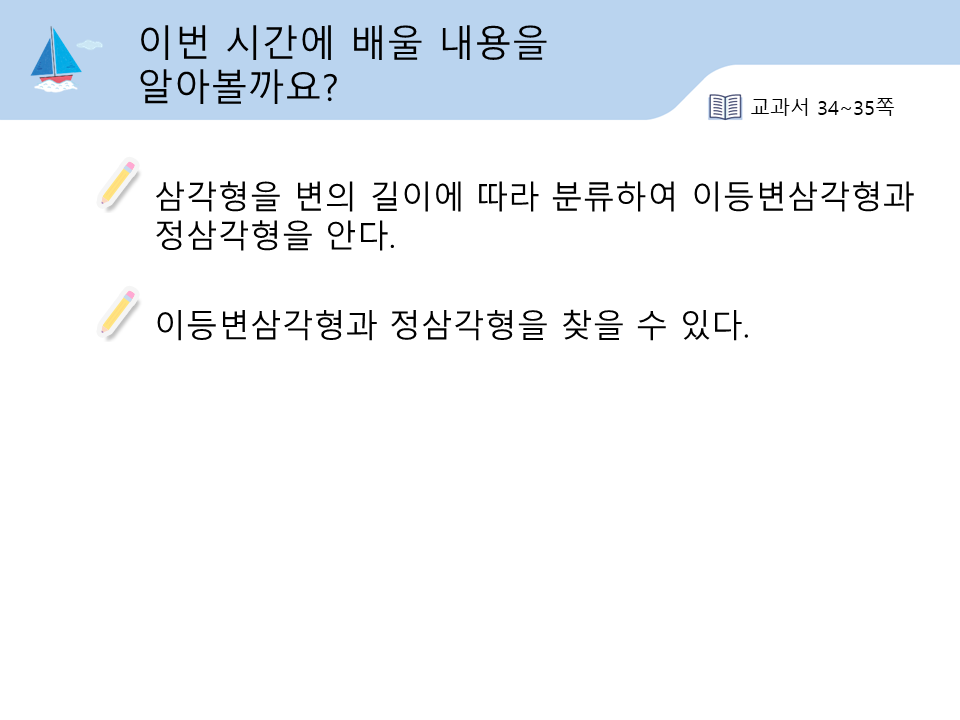 이번 시간에 배울 내용을
알아볼까요?
교과서 34~35쪽
삼각형을 변의 길이에 따라 분류하여 이등변삼각형과
정삼각형을 안다.
이등변삼각형과 정삼각형을 찾을 수 있다.